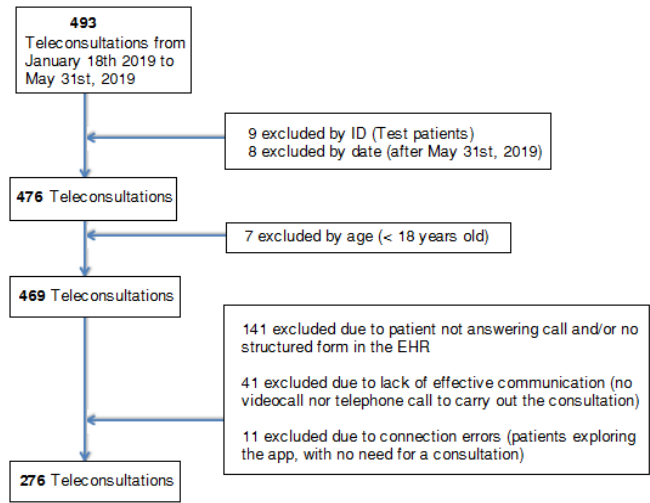 493
Teleconsultations from
January 18th 2019 to
May 31st, 2019
9 excluded by ID (Test patients)
8 excluded by date (after May 31st, 2019)
476 Teleconsultations
7 excluded by age (< 18 years old)
469 Teleconsultations
141 excluded due to patient not answering call and/or no
structured form in the EHR
41 excluded due to lack of effective communication (no
videocall nor telephone call to carry out the consultation)
11 excluded due to connection errors (patients exploring
the app, with no need for a consultation)
276 Teleconsultations